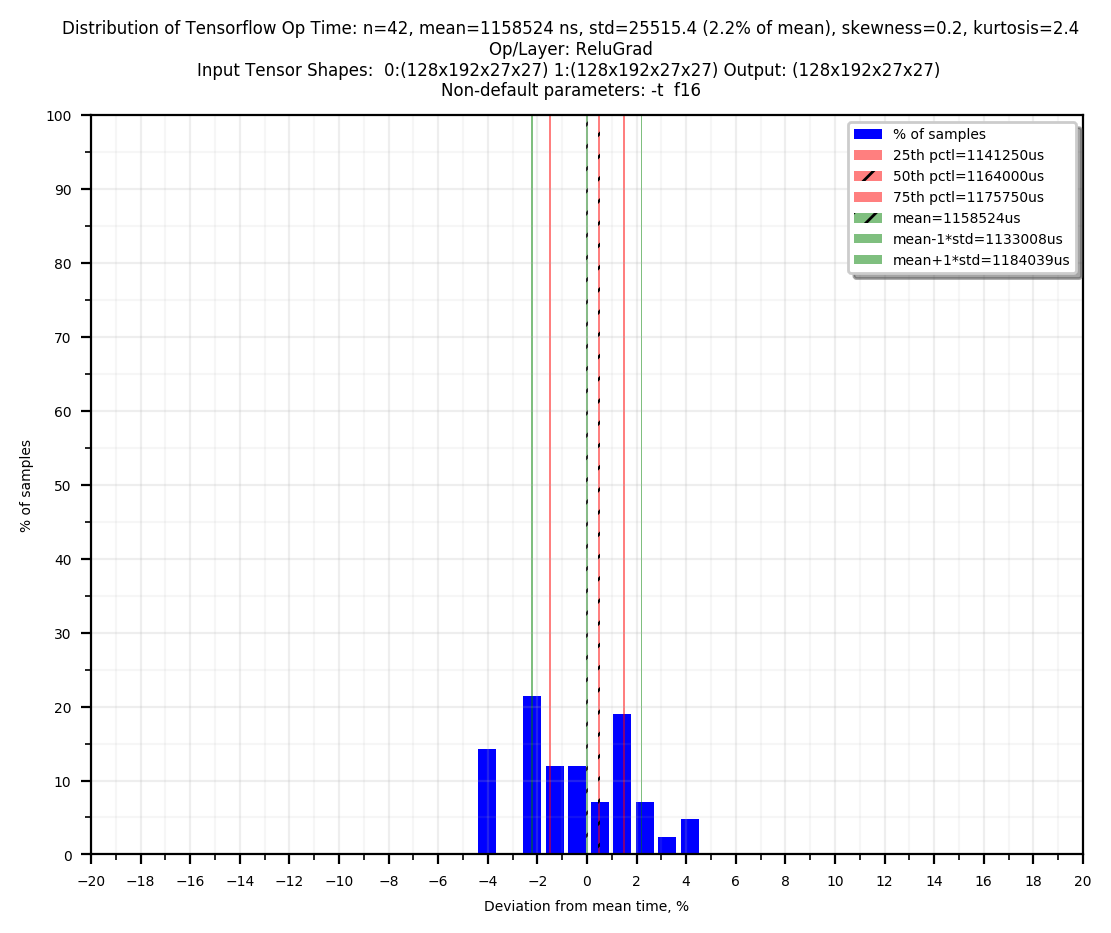 Distribution of Tensorflow Op Time: n=42, mean=1158524 ns, std=25515.4 (2.2% of mean), skewness=0.2, kurtosis=2.4
Op/Layer: ReluGrad
Input Tensor Shapes:  0:(128x192x27x27) 1:(128x192x27x27) Output: (128x192x27x27)
Non-default parameters: -t  f16
% of samples
25th pctl=1141250us
50th pctl=1164000us
75th pctl=1175750us
mean=1158524us
mean-1*std=1133008us
mean+1*std=1184039us
100
90
80
70
60
50
40
30
20
10
0
% of samples
−20 −18 −16 −14 −12 −10 −8 −6 −4 −2 0 2 4 6 8 10 12 14 16 18 20
Deviation from mean time, %